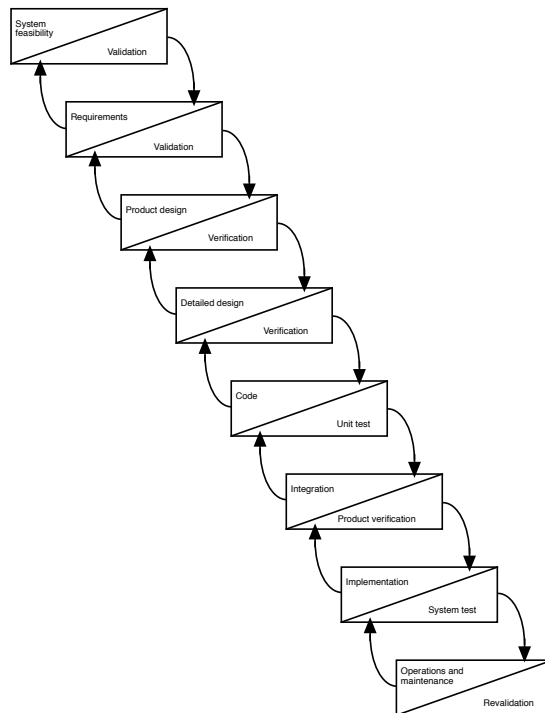 System
feasibility
Validation
Requirements
Validation
Product design
Verification
Detailed design
Verification
Code
Unit test
Integration
Product verification
Implementation
System test
Operations and
maintenance
Revalidation